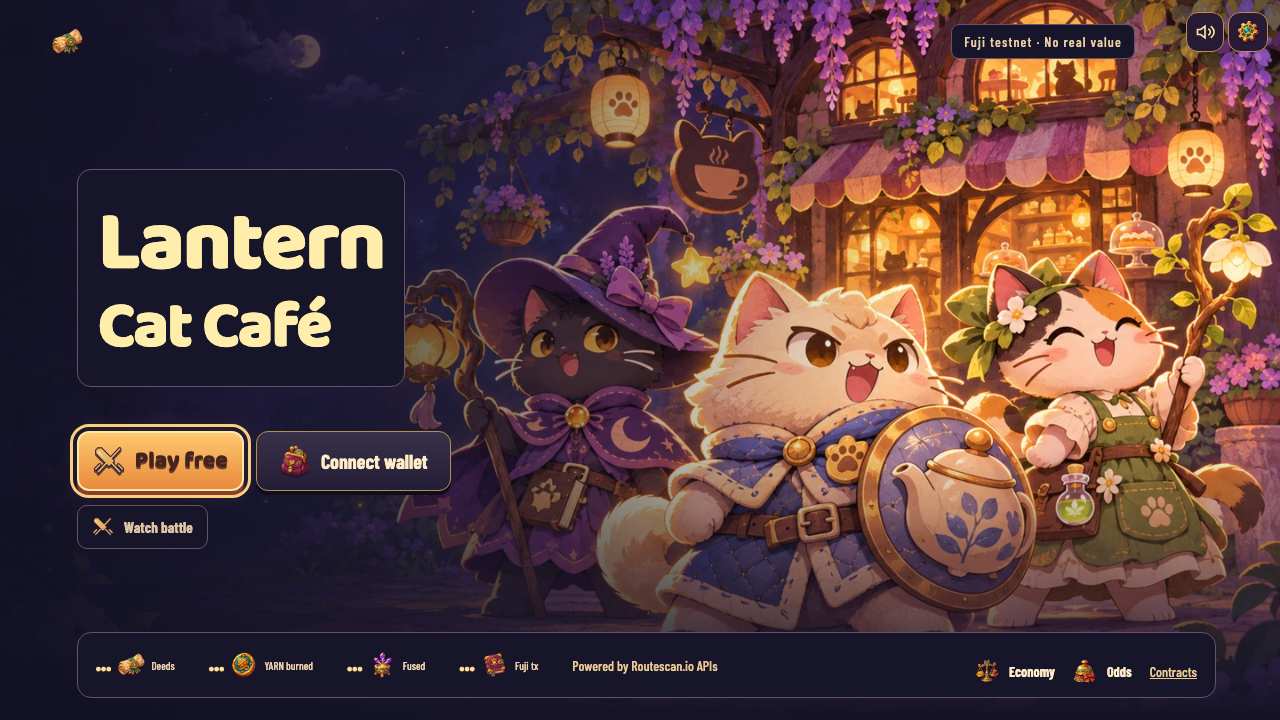 Fuji testnet · No real value
Lantern
Cat Café
Play free
Connect wallet
Watch battle
••• Deeds
••• YARN burned
••• Fused
••• Fuji tx
Powered by Routescan.io APIs
Economy
Odds
Contracts